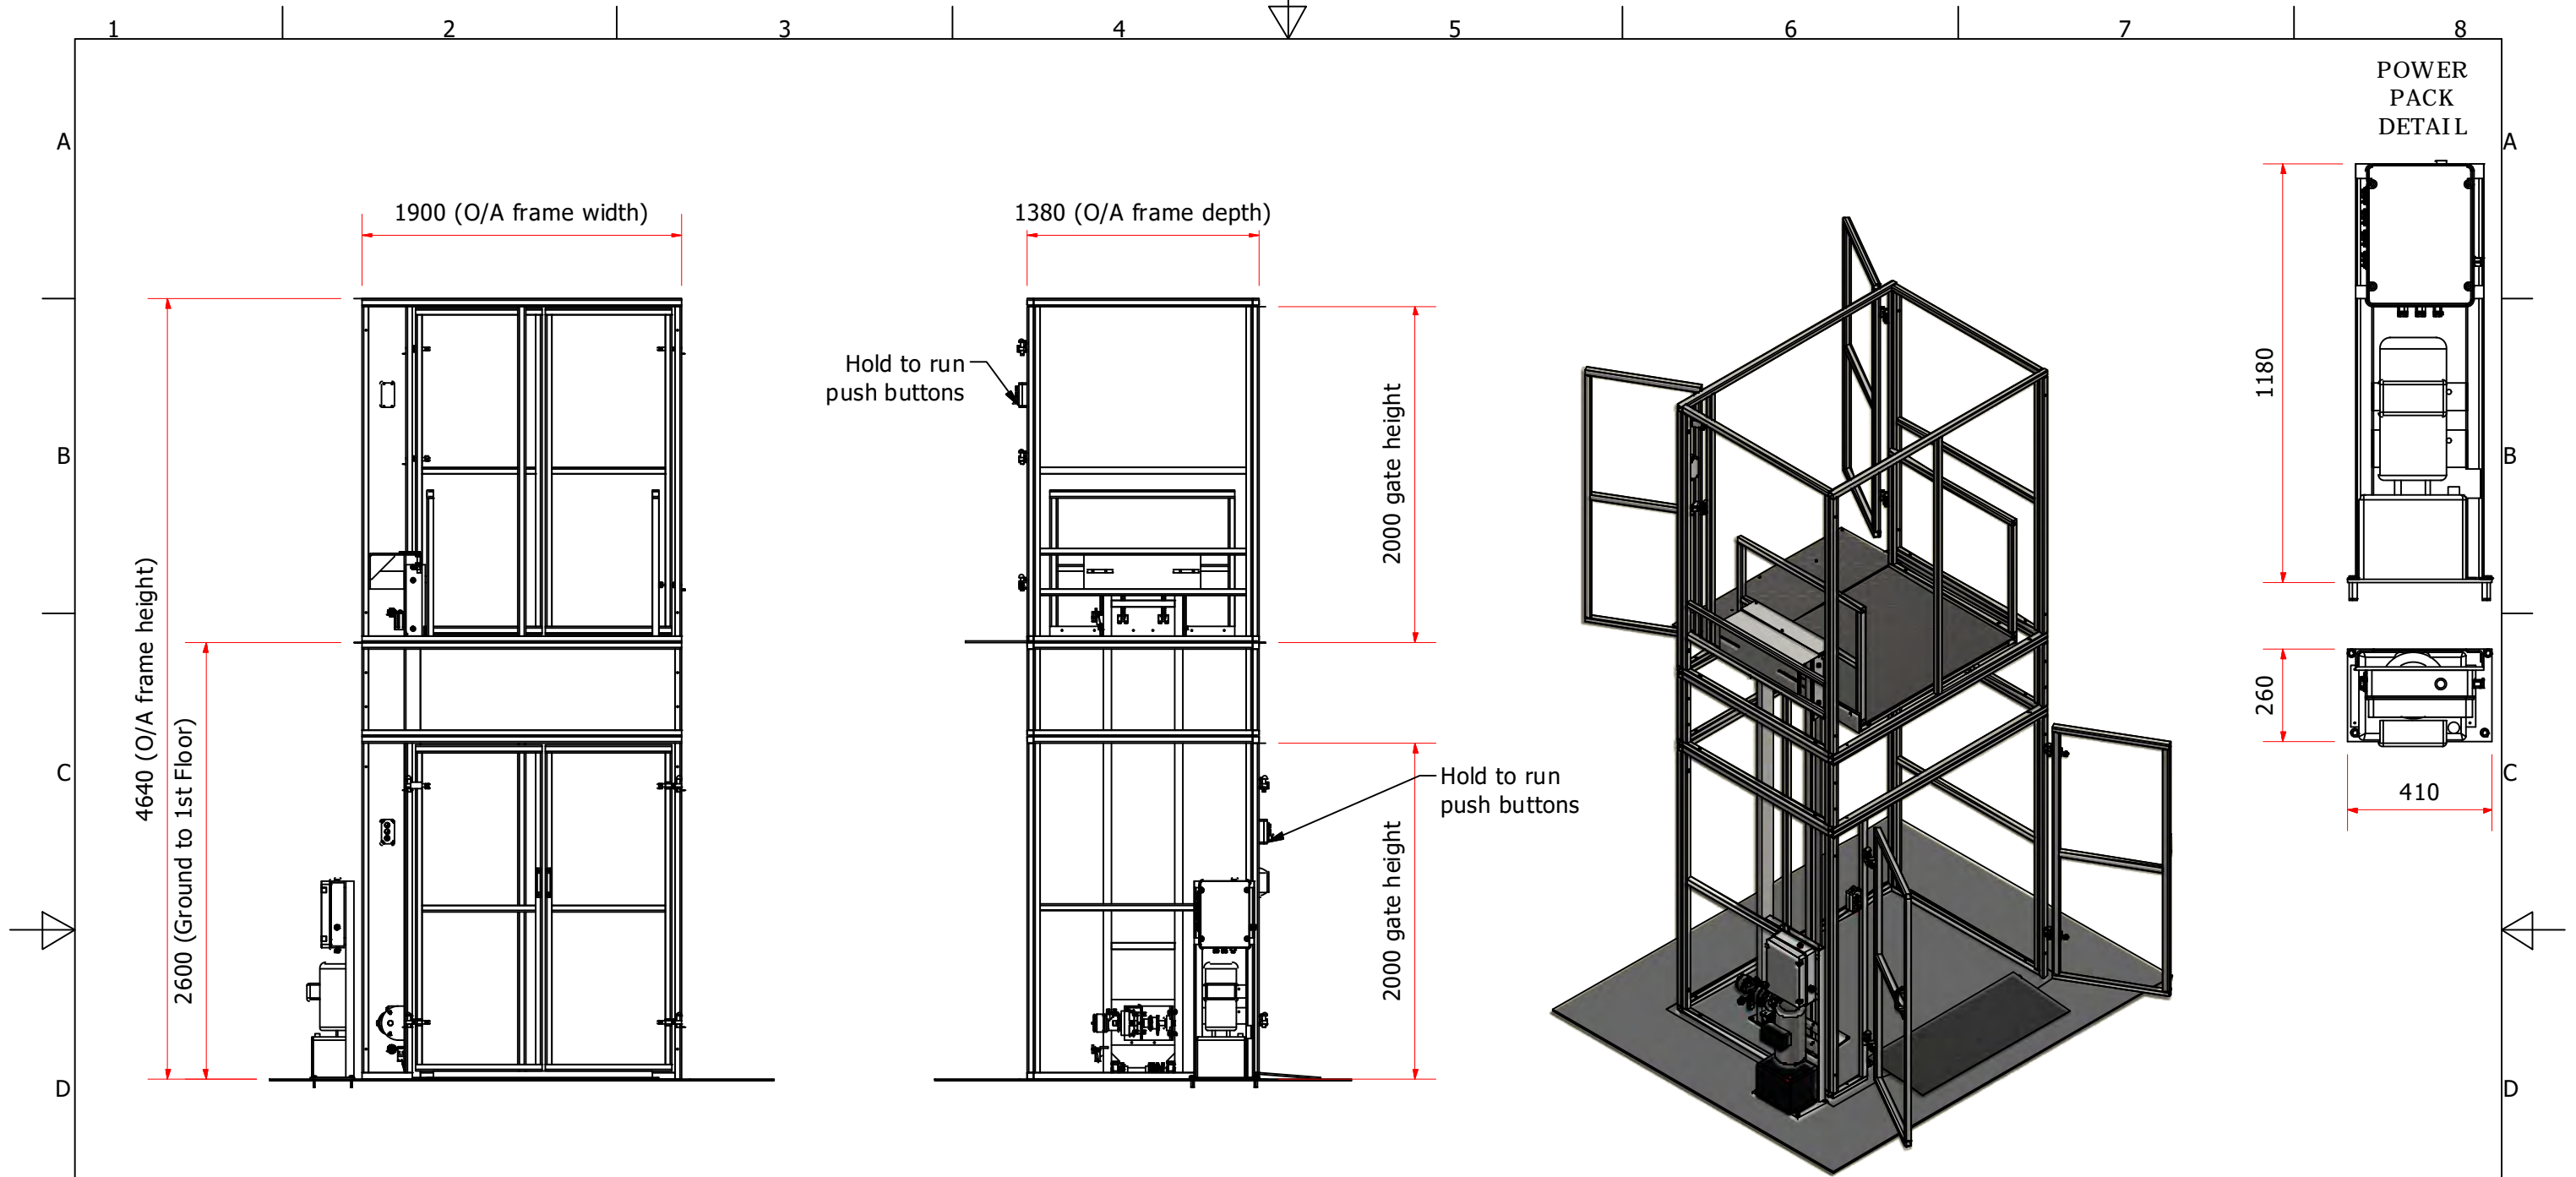 1 2 3 4 5 6 7 8
POWER
PACK
DETAIL
A A
1900 (O/A frame width) 1380 (O/A frame depth)
Hold to run
push buttons
2000 gate height
1180
B B
4640 (O/A frame height)
2600 (Ground to 1st Floor)
260
C C
Hold to run
push buttons
410
2000 gate height
D D